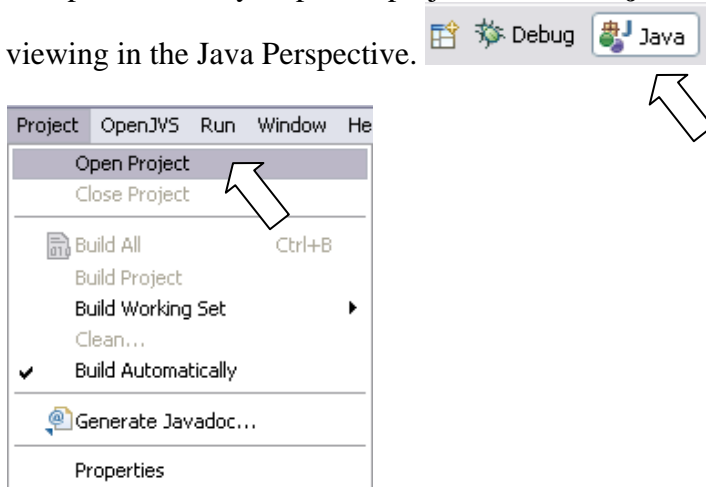 viewing in the Java Perspective. Debug Java
Project OpenJVS Run Window He
Open Project
Close Project
Build All Ctrl+B
Build Project
Build Working Set
Clean...
Build Automatically
Generate Javadoc...
Properties